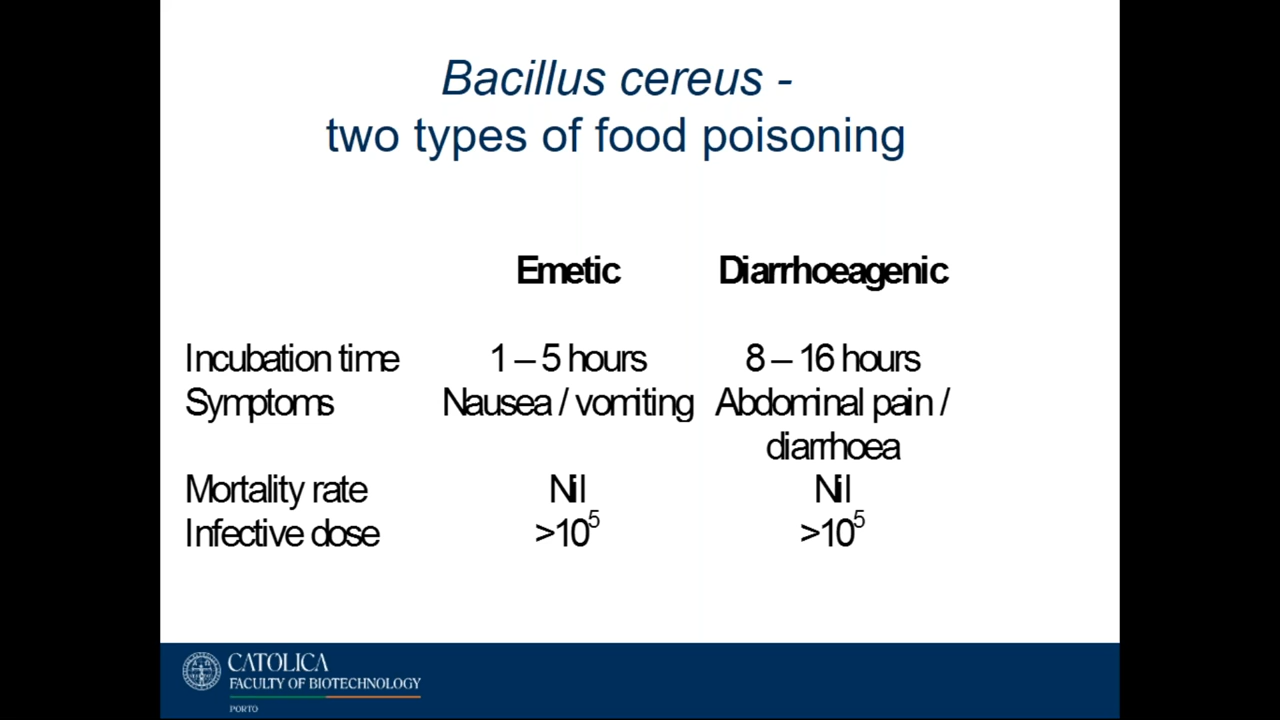 Bacillus cereus -
two types of food poisoning
Emetic Diarrhoeagenic
Incubation time 1 – 5 hours 8 – 16 hours
Symptoms Nausea / vomiting Abdominal pain /
diarrhoea
Mortality rate Nil Nil
Infective dose >10⁵ >10⁵
CATÓLICA
FACULTY OF BIOTECHNOLOGY
PORTO